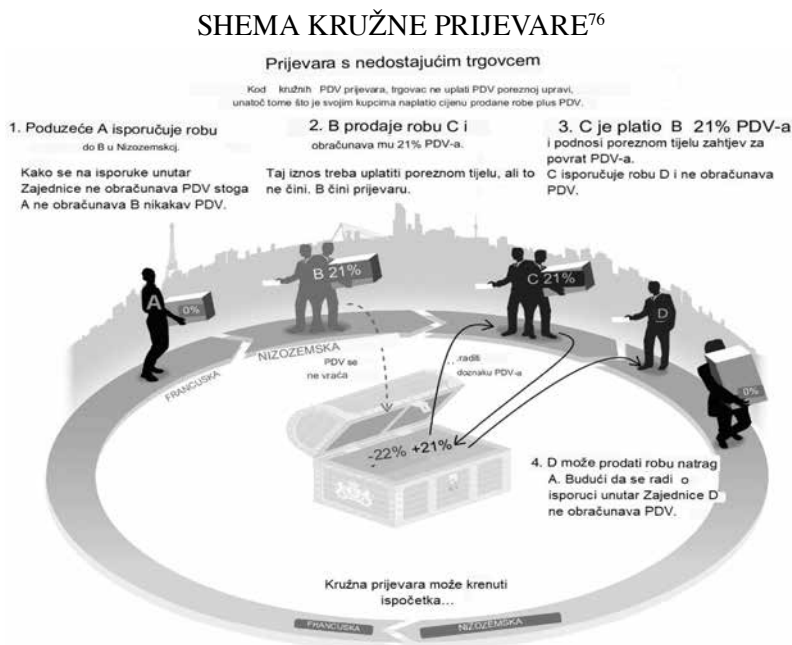 SHEMA KRUŽNE PRIJEVARE76
Prijevara s nedostajućim trgovcem
Kod kružnih PDV prijevara, trgovac ne uplati PDV poreznoj upravi,
unatoč tome što je svojim kupcima naplatio cijenu prodane robe plus PDV.
1. Poduzeće A isporučuje robu
do B u Nizozemskoj.
Kako se na isporuke unutar
Zajednice ne obračunava PDV stoga
A ne obračunava B nikakav PDV.
2. B prodaje robu C i
obračunava mu 21% PDV-a.
Taj iznos treba uplatiti poreznom tijelu, ali to
ne čini. B čini prijevaru.
3. C je platio B 21% PDV-a
i podnosi poreznom tijelu zahtjev za
povrat PDV-a.
C isporučuje robu D i ne obračunava
PDV.
A
0%
B 21%
C 21%
D
0%
FRANCUSKA
NIZOZEMSKA
PDV se
ne vraća
...raditi
doznaku PDV-a
-22% +21%
4. D može prodati robu natrag
A. Budući da se radi o
isporuci unutar Zajednice D
ne obračunava PDV.
Kružna prijevara može krenuti
ispočetka...
FRANCUSKA
NIZOZEMSKA